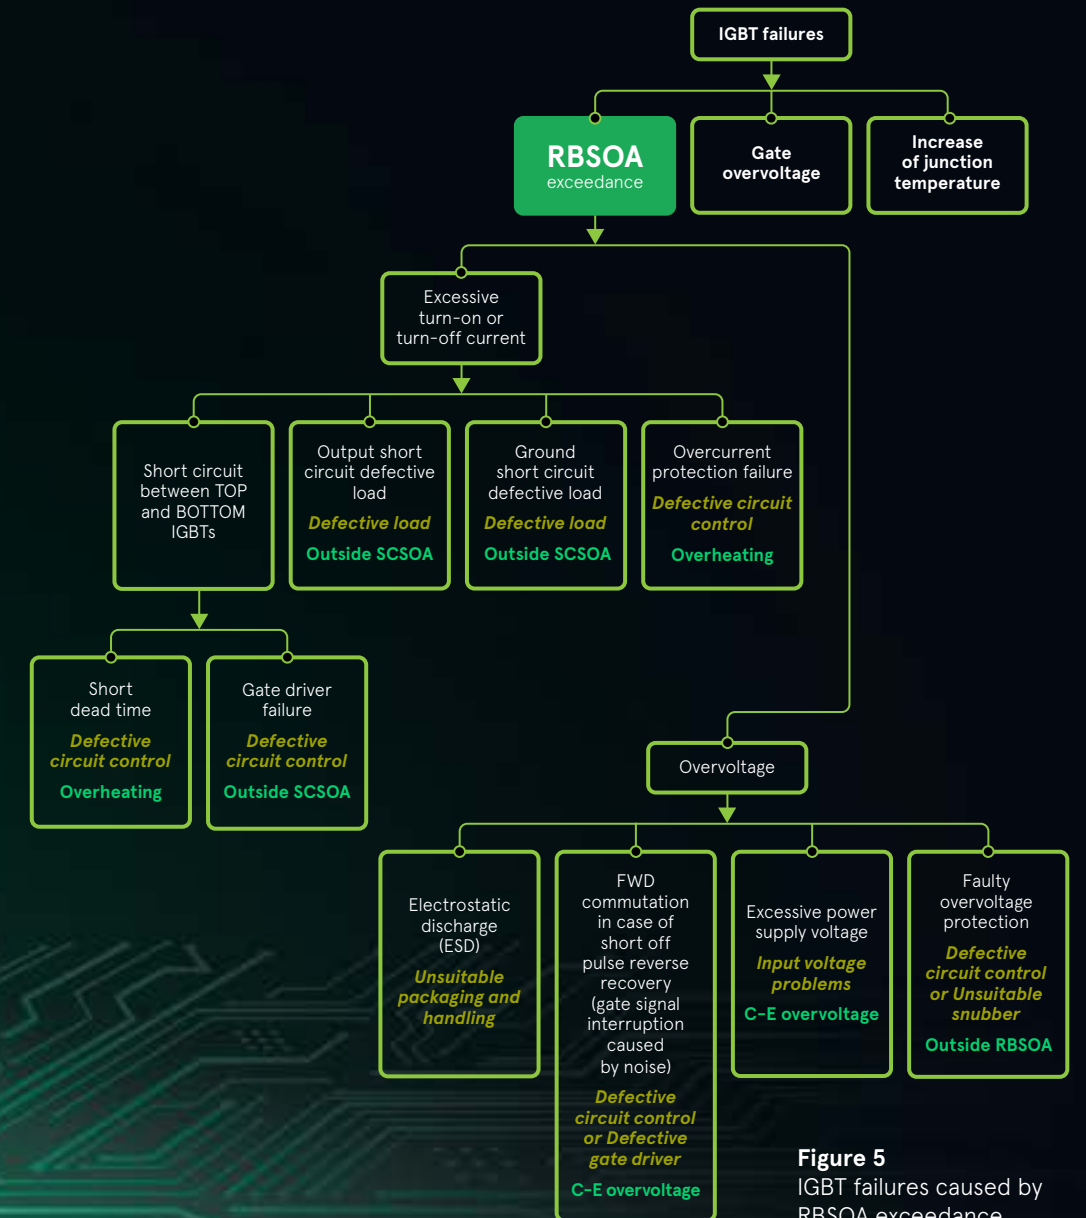 IGBT failures
RBSOA
exceedance
Gate
overvoltage
Increase
of junction
temperature
Excessive
turn-on or
turn-off current
Short circuit
between TOP
and BOTTOM
IGBTs
Output short
circuit defective
load
Defective load
Outside SCSOA
Ground
short circuit
defective load
Defective load
Outside SCSOA
Overcurrent
protection failure
Defective circuit
control
Overheating
Short
dead time
Defective
circuit control
Overheating
Gate driver
failure
Defective
circuit control
Outside SCSOA
Overvoltage
Electrostatic
discharge
(ESD)
Unsuitable
packaging and
handling
FWD
commutation
in case of
short off
pulse reverse
recovery
(gate signal
interruption
caused
by noise)
Defective
circuit control
or Defective
gate driver
C-E overvoltage
Excessive power
supply voltage
Input voltage
problems
C-E overvoltage
Faulty
overvoltage
protection
Defective
circuit control
or Unsuitable
snubber
Outside RBSOA
Figure 5
IGBT failures caused by
RBSOA exceedance